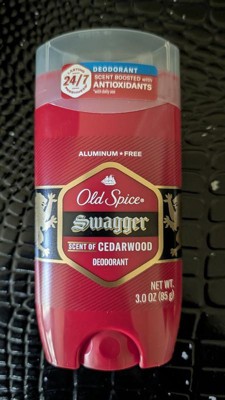 24/7
DEODORANT
SCENT BOOSTED with
ANTIOXIDANTS
ALUMINUM • FREE
Old Spice
Swagger
SCENT OF CEDARWOOD
DEODORANT
NET WT.
3.0 OZ (85g)